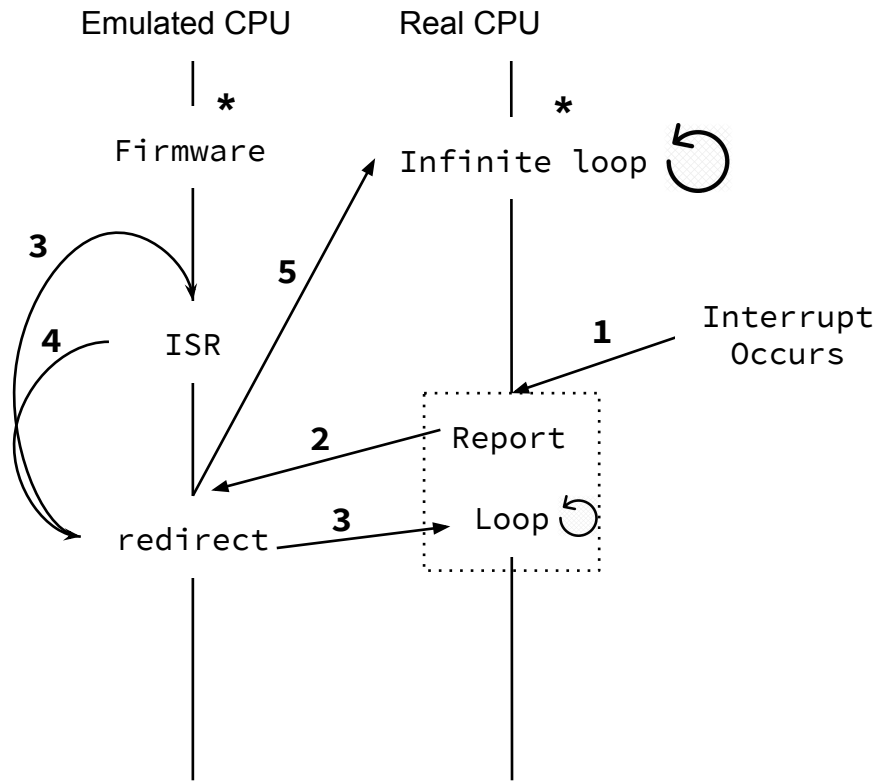 Emulated CPU
Real CPU
*
*
Firmware
Infinite loop
3
5
4
ISR
1
Interrupt
Occurs
2
Report
3
Loop
redirect